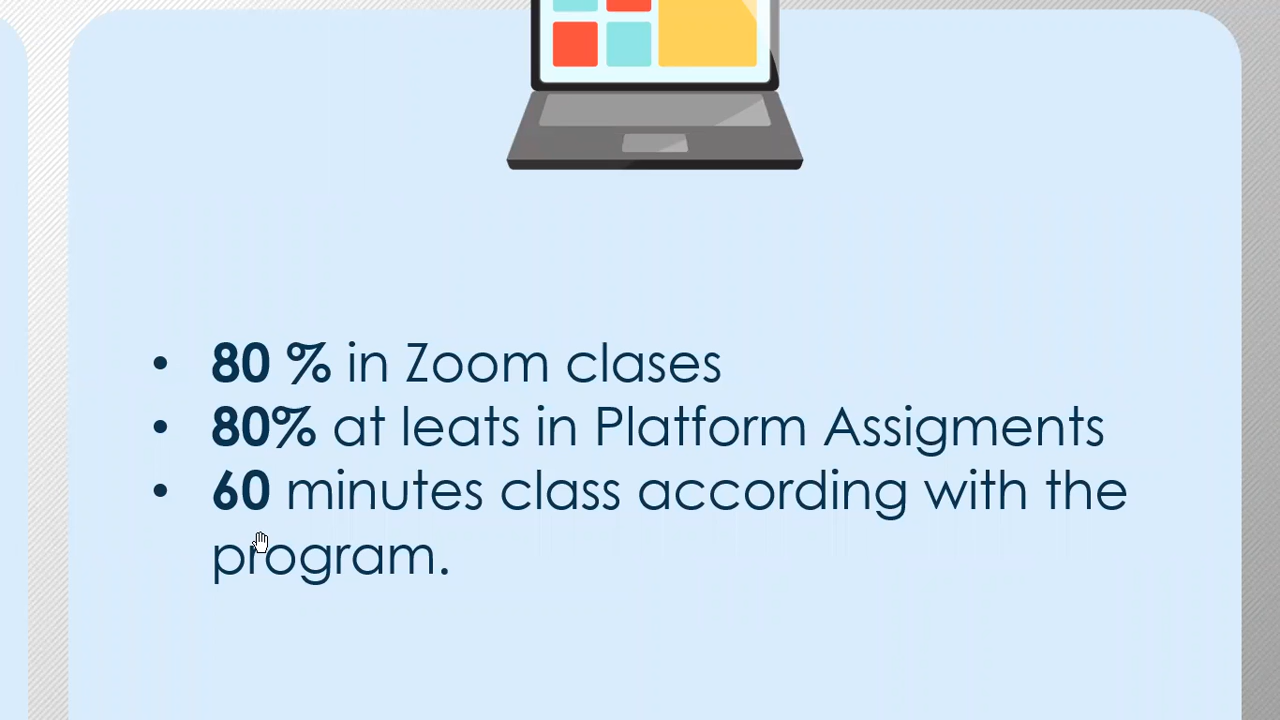 • 80 % in Zoom clases
• 80% at leats in Platform Assigments
• 60 minutes class according with the
program.